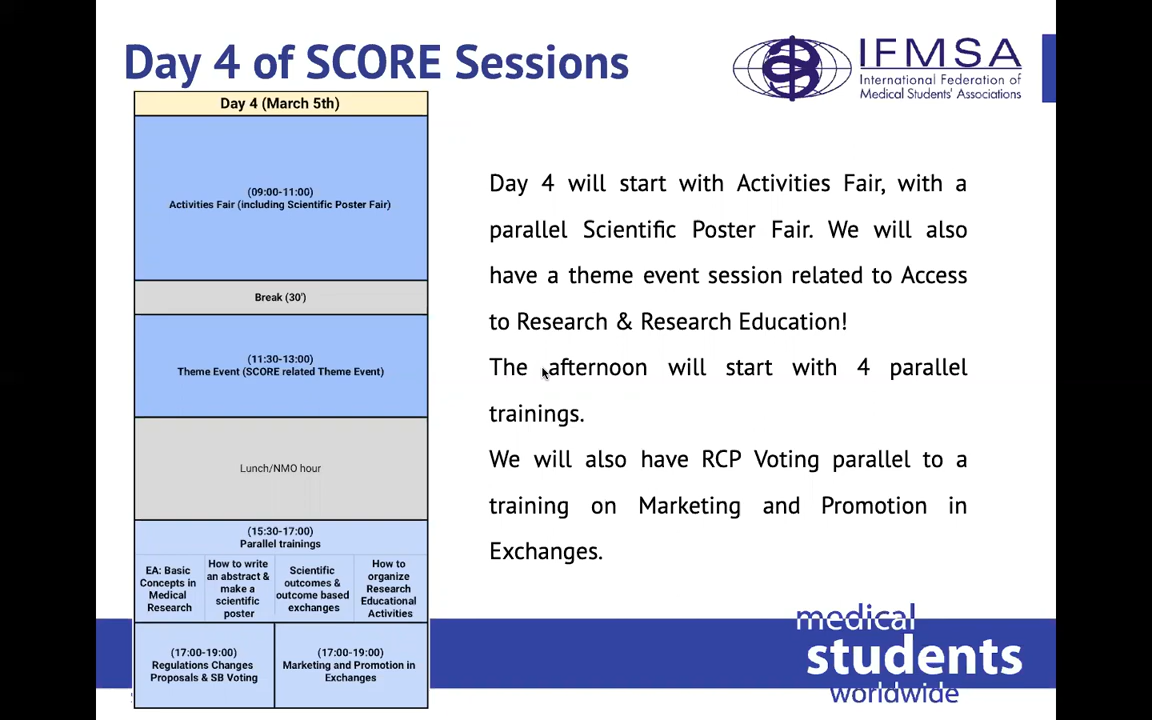 Day 4 of SCORE Sessions
IFMSA
International Federation of
Medical Students' Associations
Day 4 (March 5th)
(09:00-11:00)
Activities Fair (including Scientific Poster Fair)
Break (30')
(11:30-13:00)
Theme Event (SCORE related Theme Event)
Lunch/NMO hour
(15:30-17:00)
Parallel trainings
EA: Basic
Concepts in
Medical
Research
How to write
an abstract &
make a
scientific
poster
Scientific
outcomes &
outcome based
exchanges
How to
organize
Research
Educational
Activities
(17:00-19:00)
Regulations Changes
Proposals & SB Voting
(17:00-19:00)
Marketing and Promotion in
Exchanges
Day 4 will start with Activities Fair, with a
parallel Scientific Poster Fair. We will also
have a theme event session related to Access
to Research & Research Education!
The afternoon will start with 4 parallel
trainings.
We will also have RCP Voting parallel to a
training on Marketing and Promotion in
Exchanges.
medical
students
worldwide